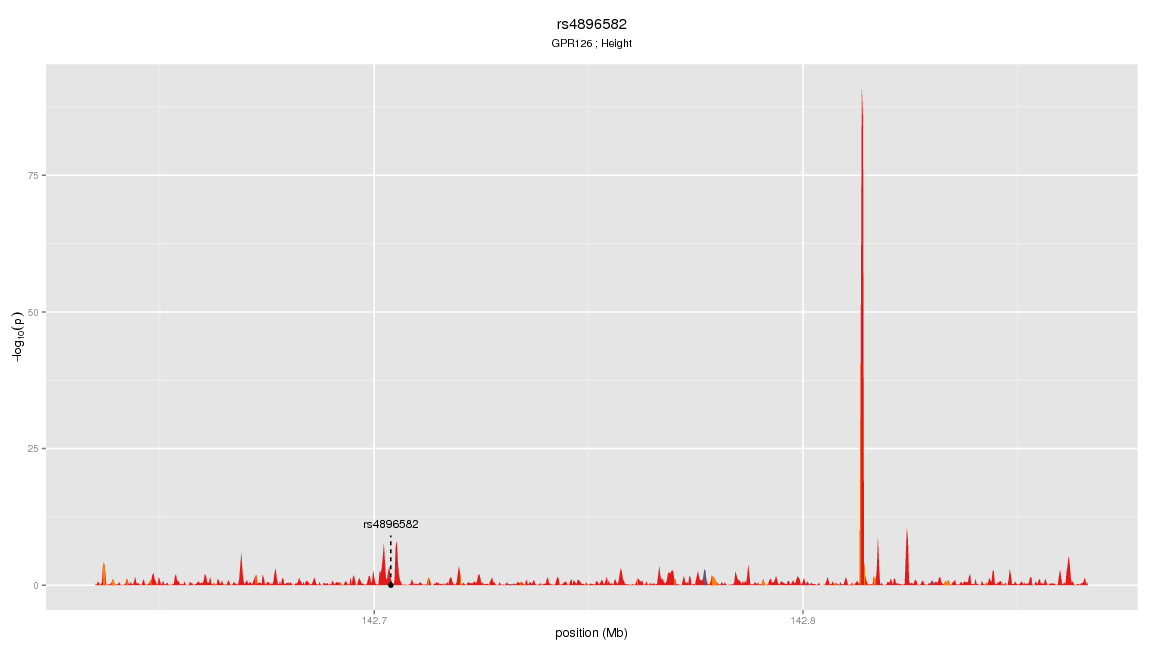 rs4896582
GPR126 ; Height
75
50
25
0
−log₁₀(p)
rs4896582
142.7
142.8
position (Mb)